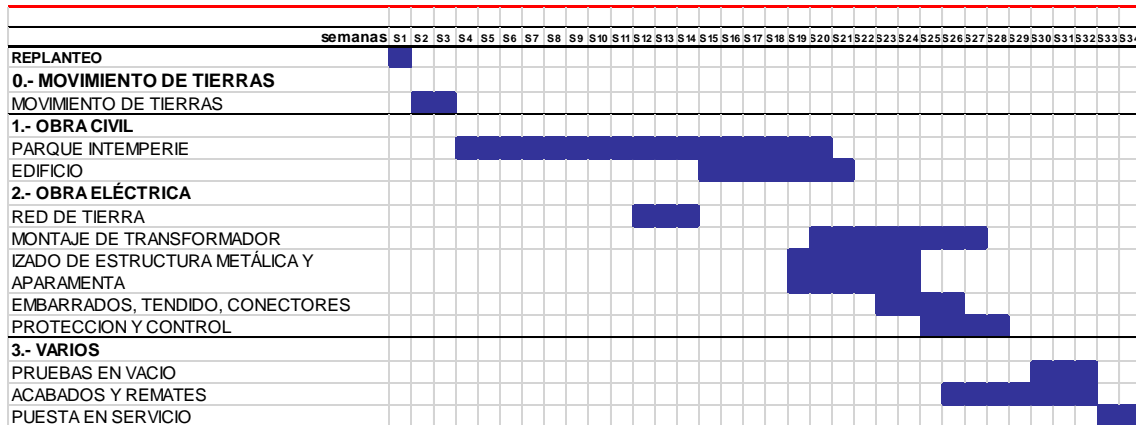 semanas S1 S2 S3 S4 S5 S6 S7 S8 S9 S10 S11 S12 S13 S14 S15 S16 S17 S18 S19 S20 S21 S22 S23 S24 S25 S26 S27 S28 S29 S30 S31 S32 S33 S34
REPLANTEO
0.- MOVIMIENTO DE TIERRAS
MOVIMIENTO DE TIERRAS
1.- OBRA CIVIL
PARQUE INTEMPERIE
EDIFICIO
2.- OBRA ELÉCTRICA
RED DE TIERRA
MONTAJE DE TRANSFORMADOR
IZADO DE ESTRUCTURA METÁLICA Y
APARAMENTA
EMBARRADOS, TENDIDO, CONECTORES
PROTECCION Y CONTROL
3.- VARIOS
PRUEBAS EN VACIO
ACABADOS Y REMATES
PUESTA EN SERVICIO